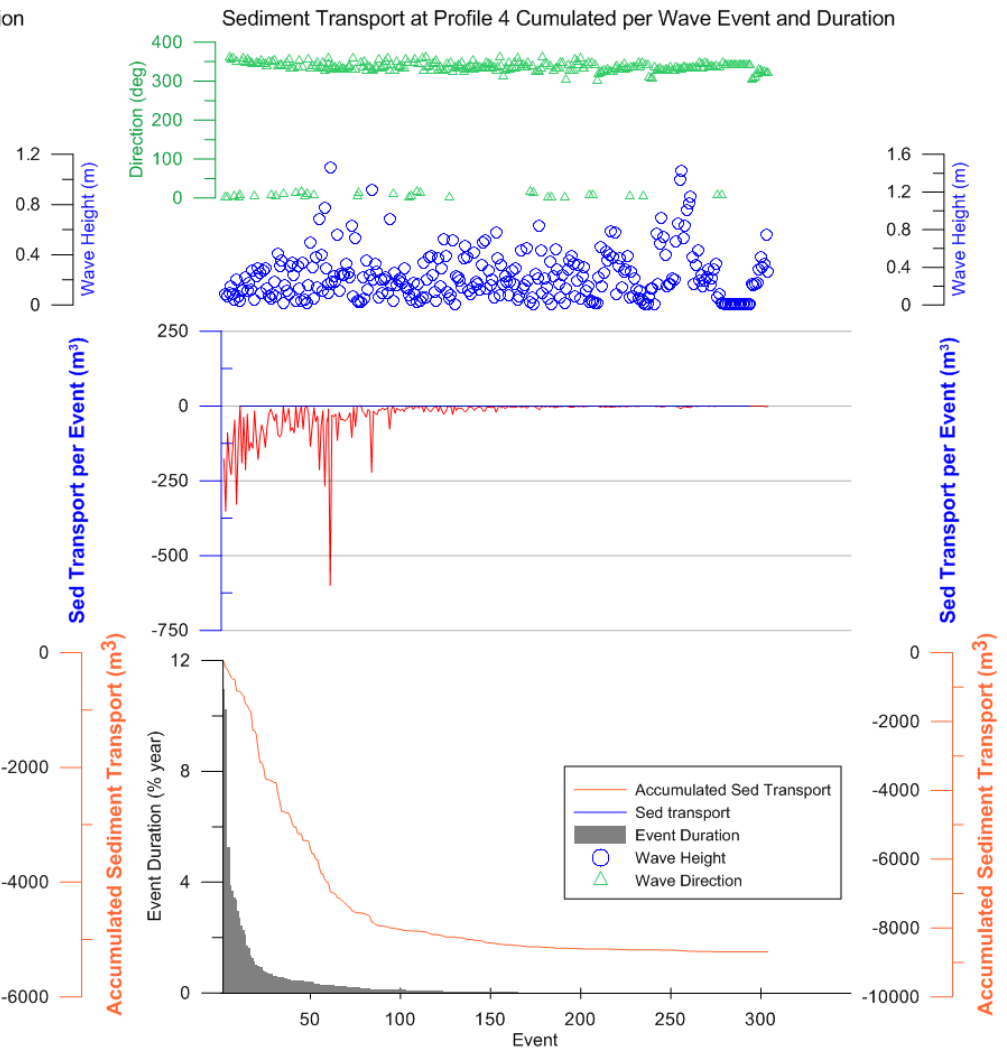 ion
Sediment Transport at Profile 4 Cumulated per Wave Event and Duration
400
300
200
100
0
Direction (deg)
1.2
0.8
0.4
0
Wave Height (m)
1.6
1.2
0.8
0.4
0
Wave Height (m)
250
0
-250
-500
-750
Sed Transport per Event (m³)
Sed Transport per Event (m³)
0
-2000
-4000
-6000
Accumulated Sediment Transport (m³)
12
8
4
0
Event Duration (% year)
Accumulated Sed Transport
Sed transport
Event Duration
Wave Height
Wave Direction
0
-2000
-4000
-6000
-8000
-10000
Accumulated Sediment Transport (m³)
50
100
150
200
250
300
Event